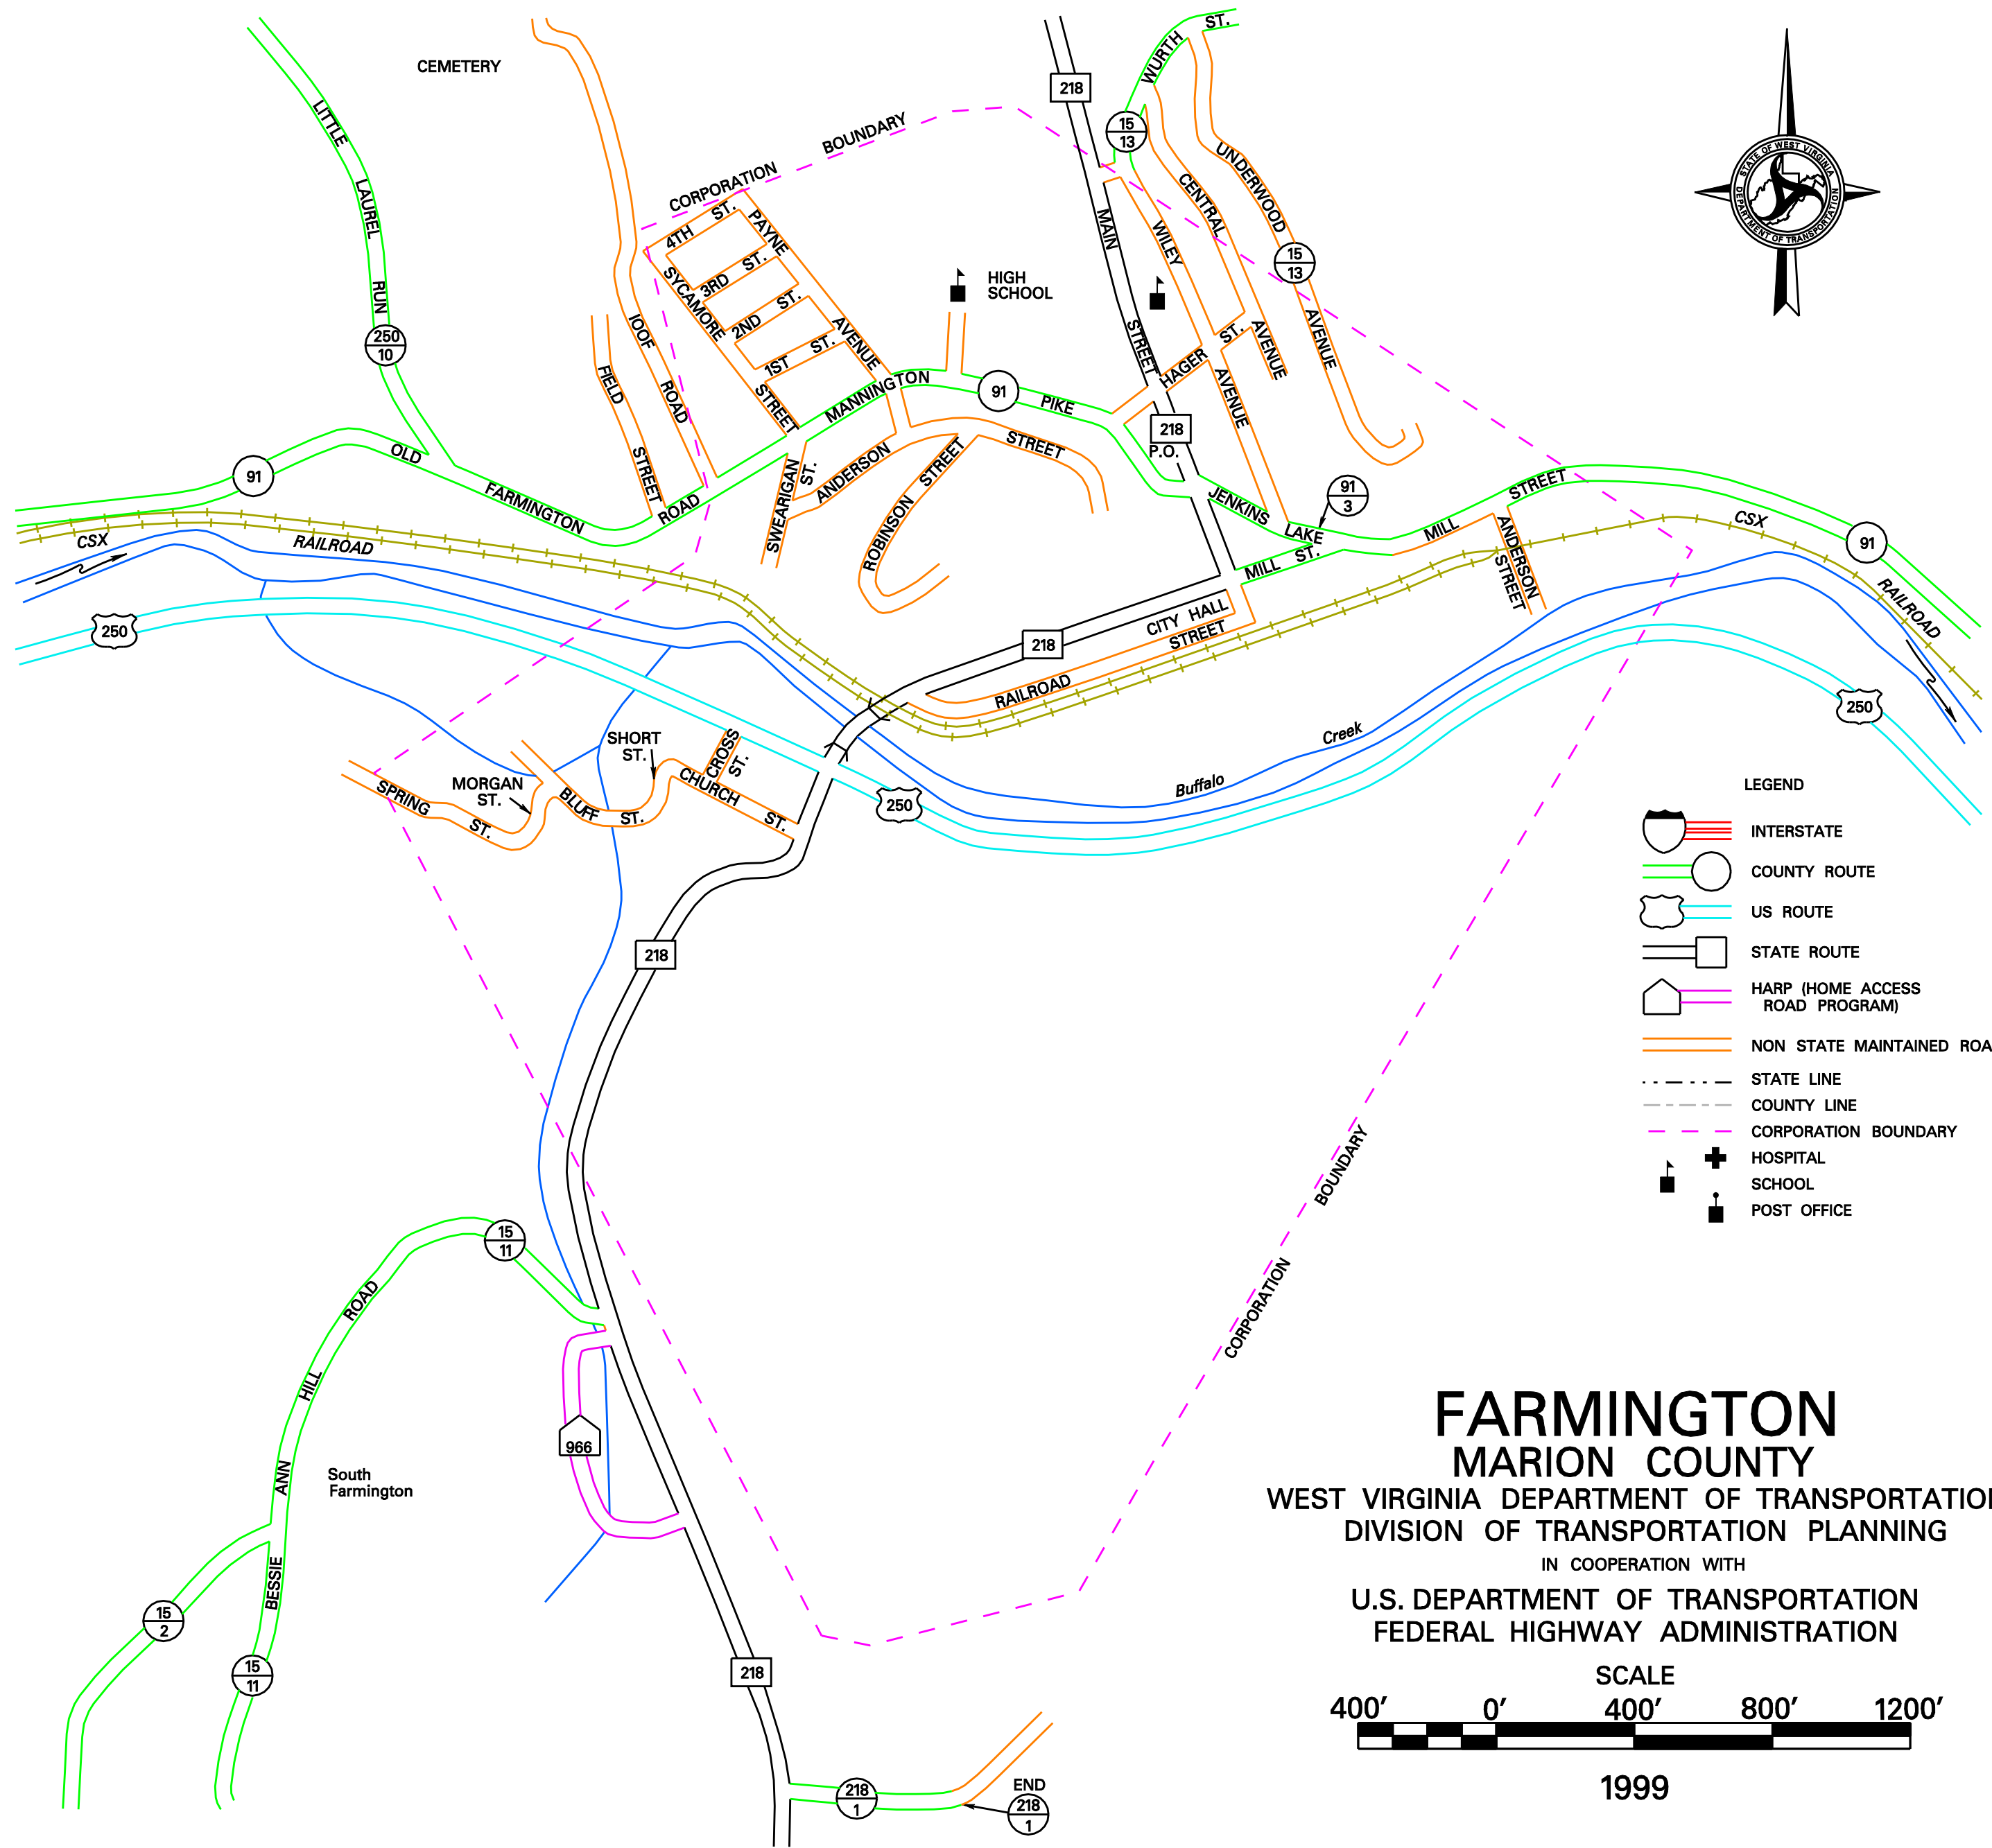 CEMETERY
LITTLE LAUREL RUN
250
10
IOOF ROAD
FIELD STREET
CORPORATION BOUNDARY
4TH ST.
3RD ST.
2ND ST.
1ST ST.
SYCAMORE STREET
PAYNE AVENUE
HIGH
SCHOOL
218
MAIN STREET
15
13
WURTH ST.
WILEY AVENUE
CENTRAL AVENUE
UNDERWOOD AVENUE
15
13
HAGER ST.
STATE OF WEST VIRGINIA
DEPARTMENT OF TRANSPORTATION
91
OLD FARMINGTON ROAD
MANNINGTON PIKE
91
SWEARIGAN ST.
ANDERSON STREET
ROBINSON STREET
218
P.O.
JENKINS LAKE
91
3
MILL ST.
MILL STREET
ANDERSON STREET
CSX RAILROAD
CSX RAILROAD
91
250
218
CITY HALL
RAILROAD STREET
Buffalo Creek
250
250
SHORT
ST.
MORGAN
ST.
SPRING ST.
BLUFF ST.
CROSS ST.
CHURCH ST.
218
CORPORATION BOUNDARY
15
11
BESSIE ANN HILL ROAD
966
South
Farmington
15
2
15
11
218
218
1
END
218
1
LEGEND
INTERSTATE
COUNTY ROUTE
US ROUTE
STATE ROUTE
HARP (HOME ACCESS
ROAD PROGRAM)
NON STATE MAINTAINED ROA
STATE LINE
COUNTY LINE
CORPORATION BOUNDARY
HOSPITAL
SCHOOL
POST OFFICE
FARMINGTON
MARION COUNTY
WEST VIRGINIA DEPARTMENT OF TRANSPORTATIO
DIVISION OF TRANSPORTATION PLANNING
IN COOPERATION WITH
U.S. DEPARTMENT OF TRANSPORTATION
FEDERAL HIGHWAY ADMINISTRATION
SCALE
400' 0' 400' 800' 1200'
1999